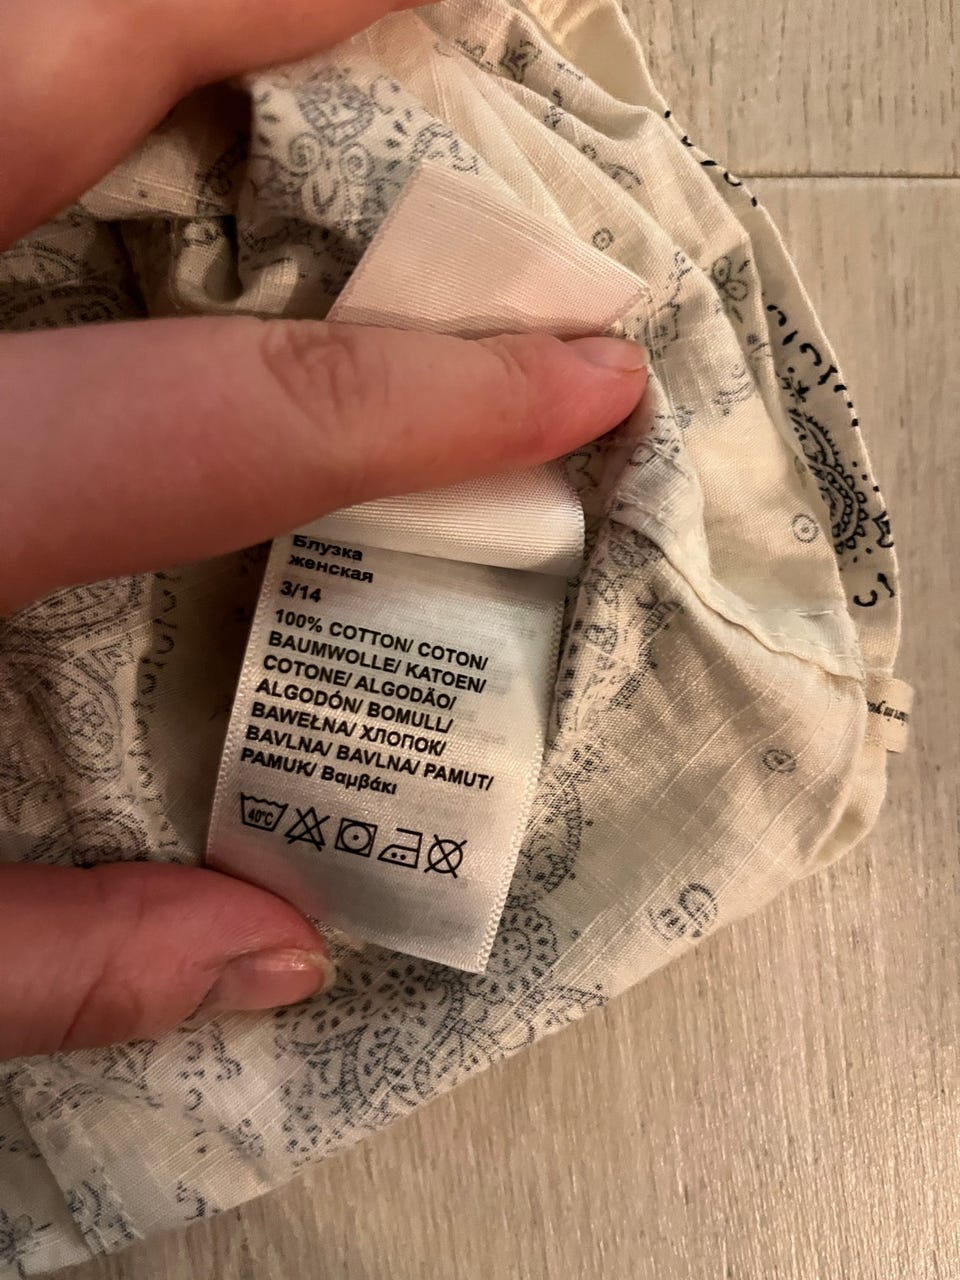 Блузка
женская
3/14
100% COTTON/ COTON/
BAUMWOLLE/ KATOEN/
COTONE/ ALGODÃO/
ALGODÓN/ BOMULL/
BAWEŁNA/ ХЛОПОК/
BAVLNA/ BAVLNA/ PAMUT/
PAMUK/ Βαμβάκι
40°C